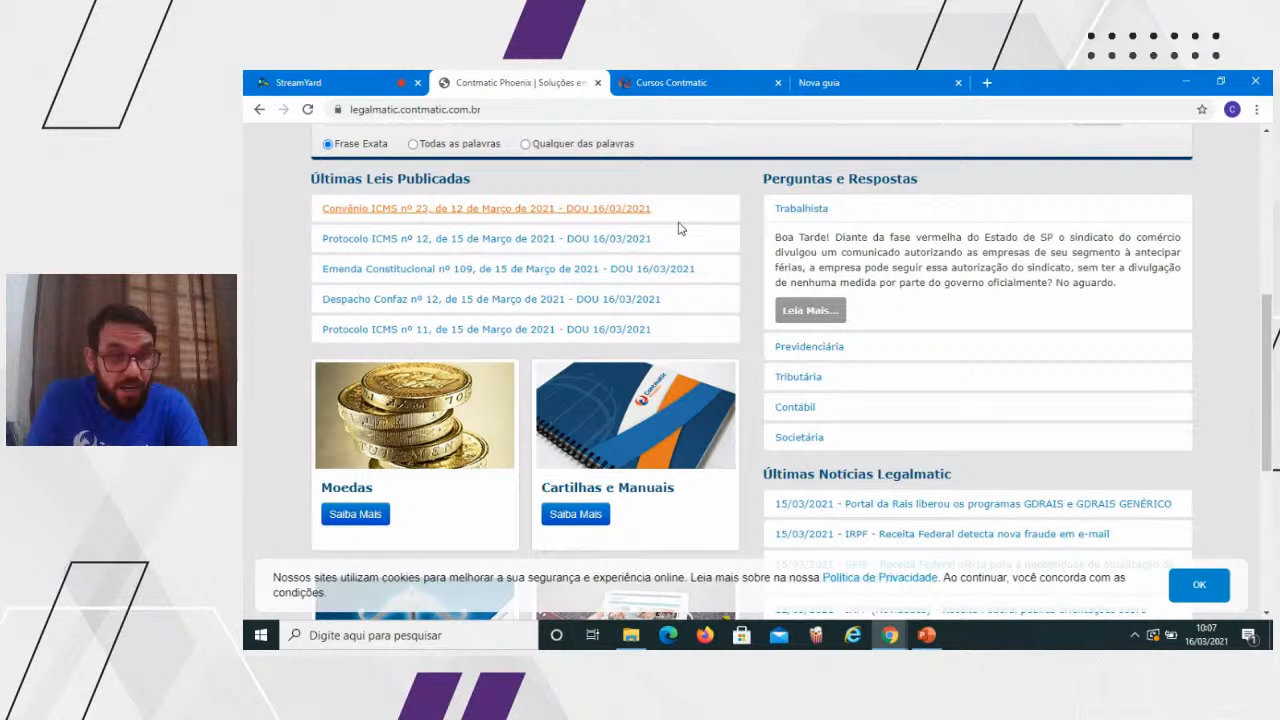 StreamYard
Contmatic Phoenix | Soluções em
Cursos Contmatic
Nova guia
legalmatic.contmatic.com.br
C
Frase Exata
Todas as palavras
Qualquer das palavras
Últimas Leis Publicadas
Convênio ICMS nº 23, de 12 de Março de 2021 - DOU 16/03/2021
Protocolo ICMS nº 12, de 15 de Março de 2021 - DOU 16/03/2021
Emenda Constitucional nº 109, de 15 de Março de 2021 - DOU 16/03/2021
Despacho Confaz nº 12, de 15 de Março de 2021 - DOU 16/03/2021
Protocolo ICMS nº 11, de 15 de Março de 2021 - DOU 16/03/2021
Perguntas e Respostas
Trabalhista
Boa Tarde! Diante da fase vermelha do Estado de SP o sindicato do comércio
divulgou um comunicado autorizando as empresas de seu segmento à antecipar
férias, a empresa pode seguir essa autorização do sindicato, sem ter a divulgação
de nenhuma medida por parte do governo oficialmente? No aguardo.
Leia Mais...
Previdenciária
Tributária
Contábil
Societária
Contmatic
Moedas
Saiba Mais
Cartilhas e Manuais
Saiba Mais
Últimas Notícias Legalmatic
15/03/2021 - Portal da Rais liberou os programas GDRAIS e GDRAIS GENÉRICO
15/03/2021 - IRPF - Receita Federal detecta nova fraude em e-mail
Nossos sites utilizam cookies para melhorar a sua segurança e experiência online. Leia mais sobre na nossa Política de Privacidade. Ao continuar, você concorda com as
condições.
OK
Digite aqui para pesquisar
10:07
16/03/2021